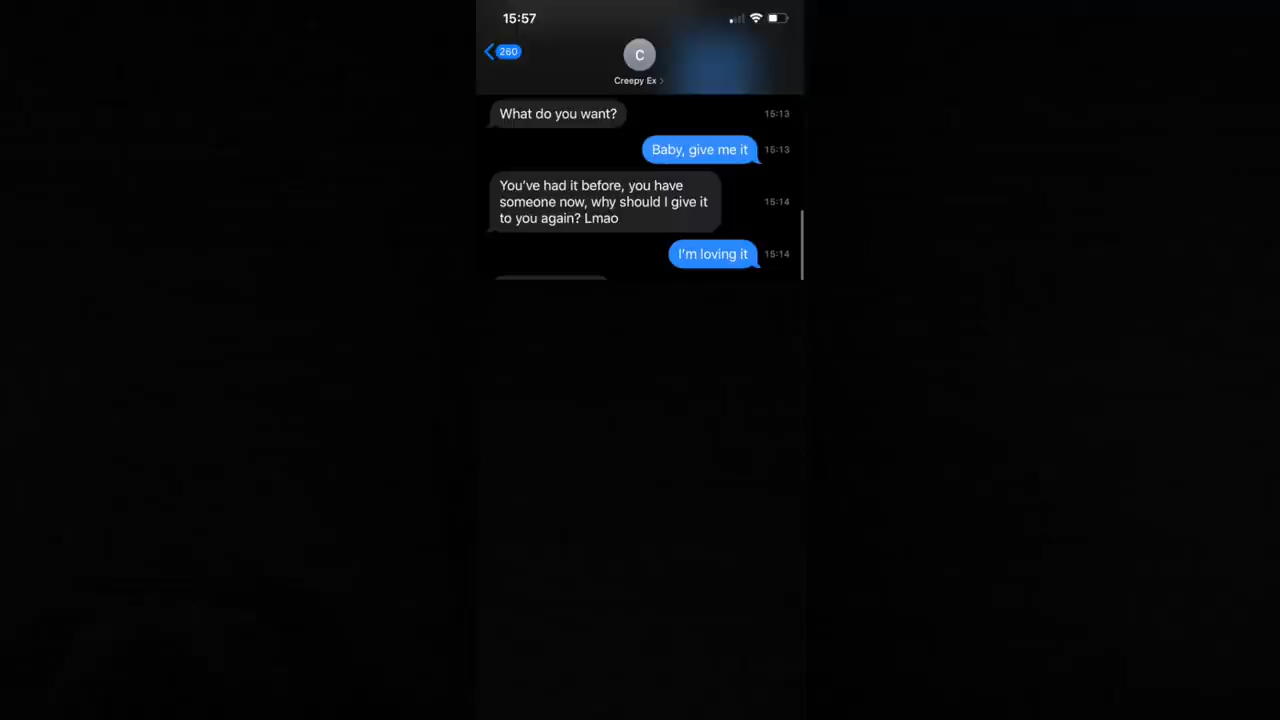 15:57
260
C
Creepy Ex
What do you want?
15:13
Baby, give me it
15:13
You’ve had it before, you have
someone now, why should I give it
to you again? Lmao
15:14
I’m loving it
15:14